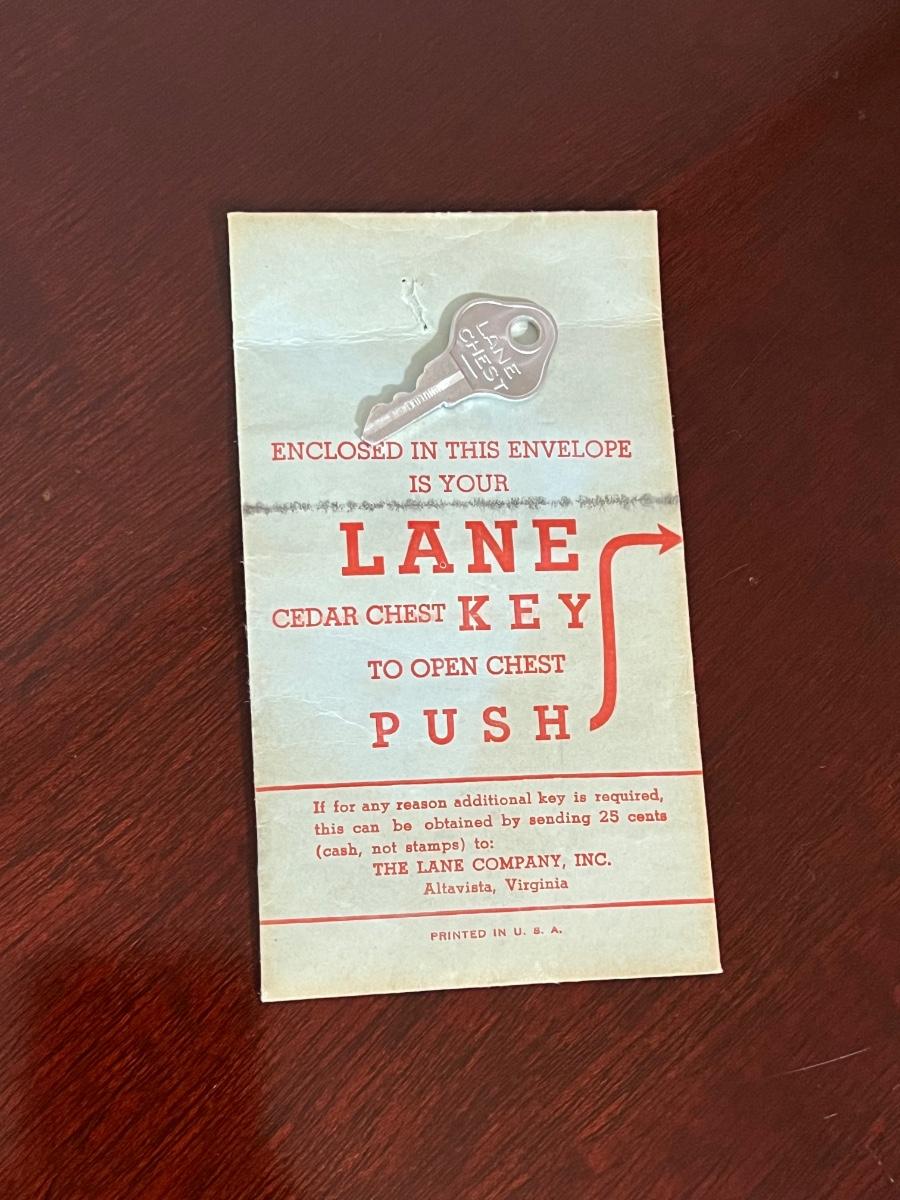 LANE
CHEST
ENCLOSED IN THIS ENVELOPE
IS YOUR
LANE
CEDAR CHEST KEY
TO OPEN CHEST
PUSH
If for any reason additional key is required,
this can be obtained by sending 25 cents
(cash, not stamps) to:
THE LANE COMPANY, INC.
Altavista, Virginia
PRINTED IN U. S. A.